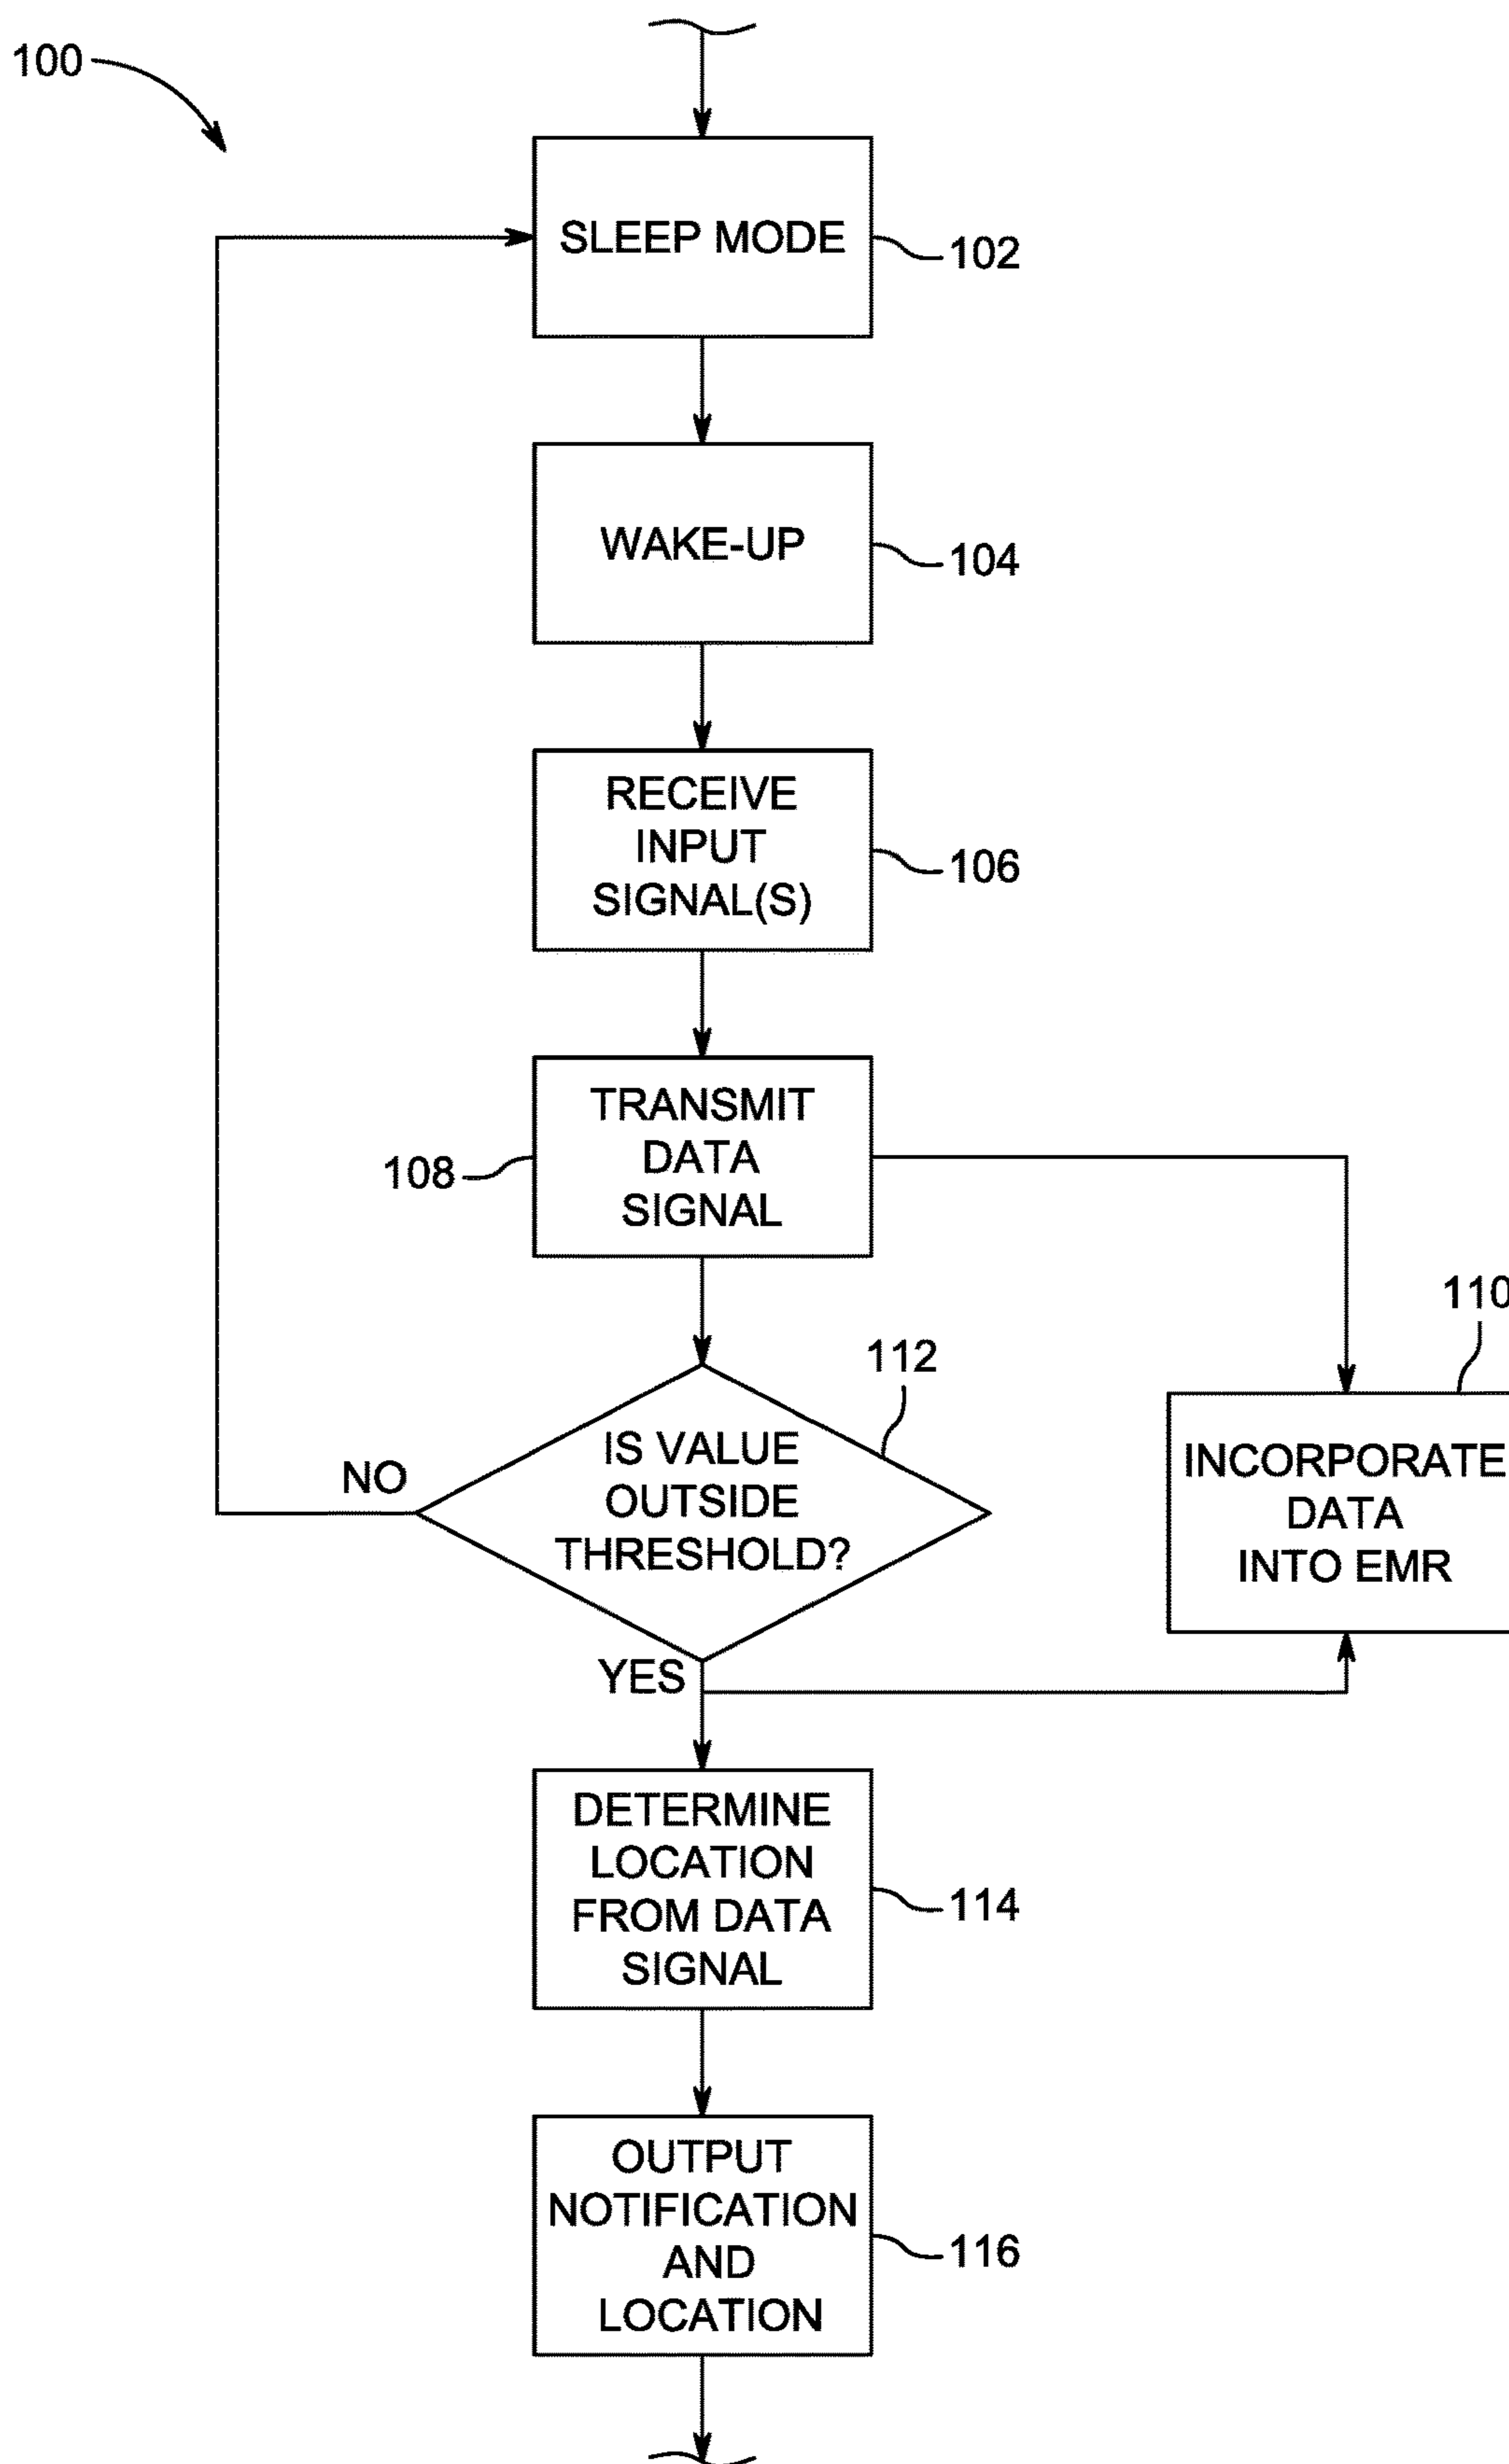 100
SLEEP MODE
102
WAKE-UP
104
RECEIVE
INPUT
SIGNAL(S)
106
TRANSMIT
DATA
SIGNAL
108
110
INCORPORATE
DATA
INTO EMR
112
IS VALUE
OUTSIDE
THRESHOLD?
NO
YES
DETERMINE
LOCATION
FROM DATA
SIGNAL
114
OUTPUT
NOTIFICATION
AND
LOCATION
116